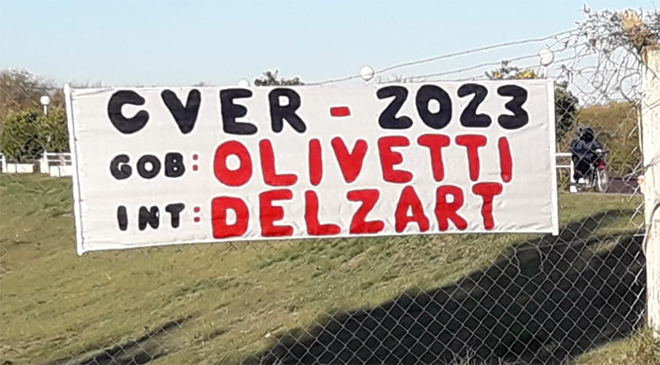 CVER - 2023
GOB: OLIVETTI
INT: DELZART